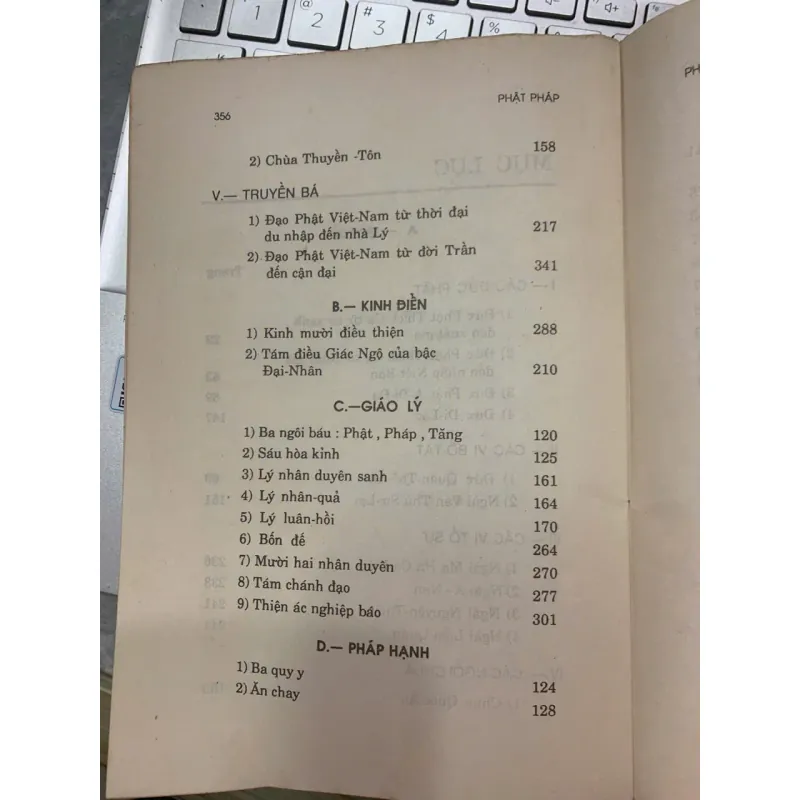 1 2 # 3 $ 4 %
356 PHẬT PHÁP
2) Chùa Thuyền -Tôn 158
V.— TRUYỀN BÁ
1) Đạo Phật Việt-Nam từ thời đại
du nhập đến nhà Lý 217
2) Đạo Phật Việt-Nam từ đời Trần
đến cận đại 341
B.— KINH ĐIỀN
1) Kinh mười điều thiện 288
2) Tám điều Giác Ngộ của bậc
Đại-Nhân 210
C.—GIÁO LÝ
1) Ba ngôi báu : Phật , Pháp , Tăng 120
2) Sáu hòa kỉnh 125
3) Lý nhân duyên sanh 161
4) Lý nhân-quả 164
5) Lý luân-hồi 170
6) Bốn đế 264
7) Mười hai nhân duyên 270
8) Tám chánh đạo 277
9) Thiện ác nghiệp báo 301
D.— PHÁP HẠNH
1) Ba quy y 124
2) Ăn chay 128